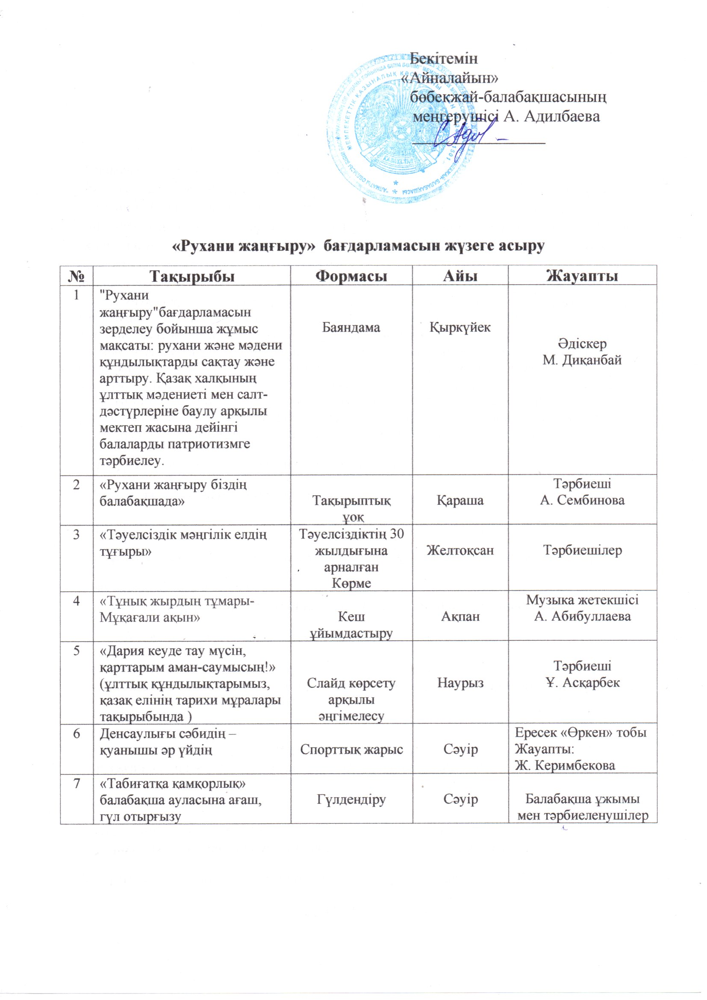 Бекітемін
«Айналайын»
бөбекжай-балабақшасының
меңгерушісі А. Адилбаева
МЕМЛЕКЕТТІК ҚАЗЫНАЛЫҚ КӘСІПОРНЫ
ҚАЗАҚСТАН
«Рухани жаңғыру» бағдарламасын жүзеге асыру
№ Тақырыбы Формасы Айы Жауапты
1
"Рухани
жаңғыру"бағдарламасын
зерделеу бойынша жұмыс
мақсаты: рухани және мәдени
құндылықтарды сақтау және
арттыру. Қазақ халқының
ұлттық мәдениеті мен салт-
дәстүрлеріне баулу арқылы
мектеп жасына дейінгі
балаларды патриотизмге
тәрбиелеу.
Баяндама
Қыркүйек
Әдіскер
М. Диқанбай
2
«Рухани жаңғыру біздің
балабақшада»
Тақырыптық
ұоқ
Қараша
Тәрбиеші
А. Сембинова
3
«Тәуелсіздік мәңгілік елдің
тұғыры»
Тәуелсіздіктің 30
жылдығына
арналған
Көрме
Желтоқсан
Тәрбиешілер
4
«Тұнық жырдың тұмары-
Мұқағали ақын»
Кеш
ұйымдастыру
Ақпан
Музыка жетекшісі
А. Абибуллаева
5
«Дария кеуде тау мүсін,
қарттарым аман-саумысың!»
(ұлттық құндылықтарымыз,
қазақ елінің тарихи мұралары
тақырыбында )
Слайд көрсету
арқылы
әңгімелесу
Наурыз
Тәрбиеші
Ұ. Асқарбек
6
Денсаулығы сәбидің –
қуанышы әр үйдің
Спорттық жарыс
Сәуір
Ересек «Өркен» тобы
Жауапты:
Ж. Керимбекова
7
«Табиғатқа қамқорлық»
балабақша ауласына ағаш,
гүл отырғызу
Гүлдендіру
Сәуір
Балабақша ұжымы
мен тәрбиеленушілер